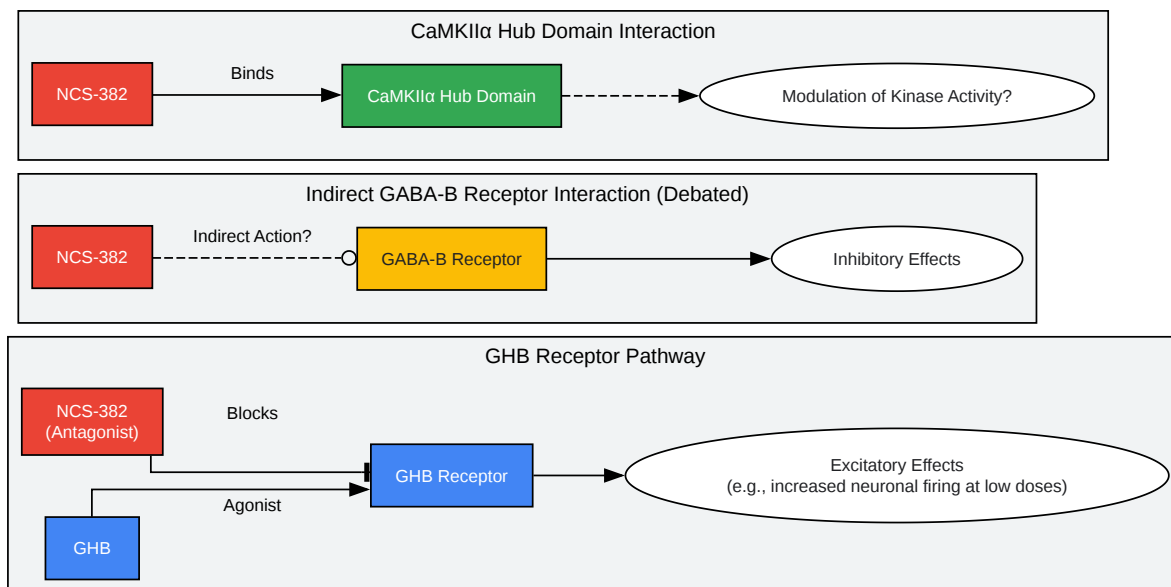 CaMKIIα Hub Domain Interaction
Binds
NCS-382
CaMKIIα Hub Domain
Modulation of Kinase Activity?
Indirect GABA-B Receptor Interaction (Debated)
Indirect Action?
NCS-382
GABA-B Receptor
Inhibitory Effects
GHB Receptor Pathway
NCS-382
(Antagonist)
Blocks
GHB Receptor
Excitatory Effects
(e.g., increased neuronal firing at low doses)
Agonist
GHB